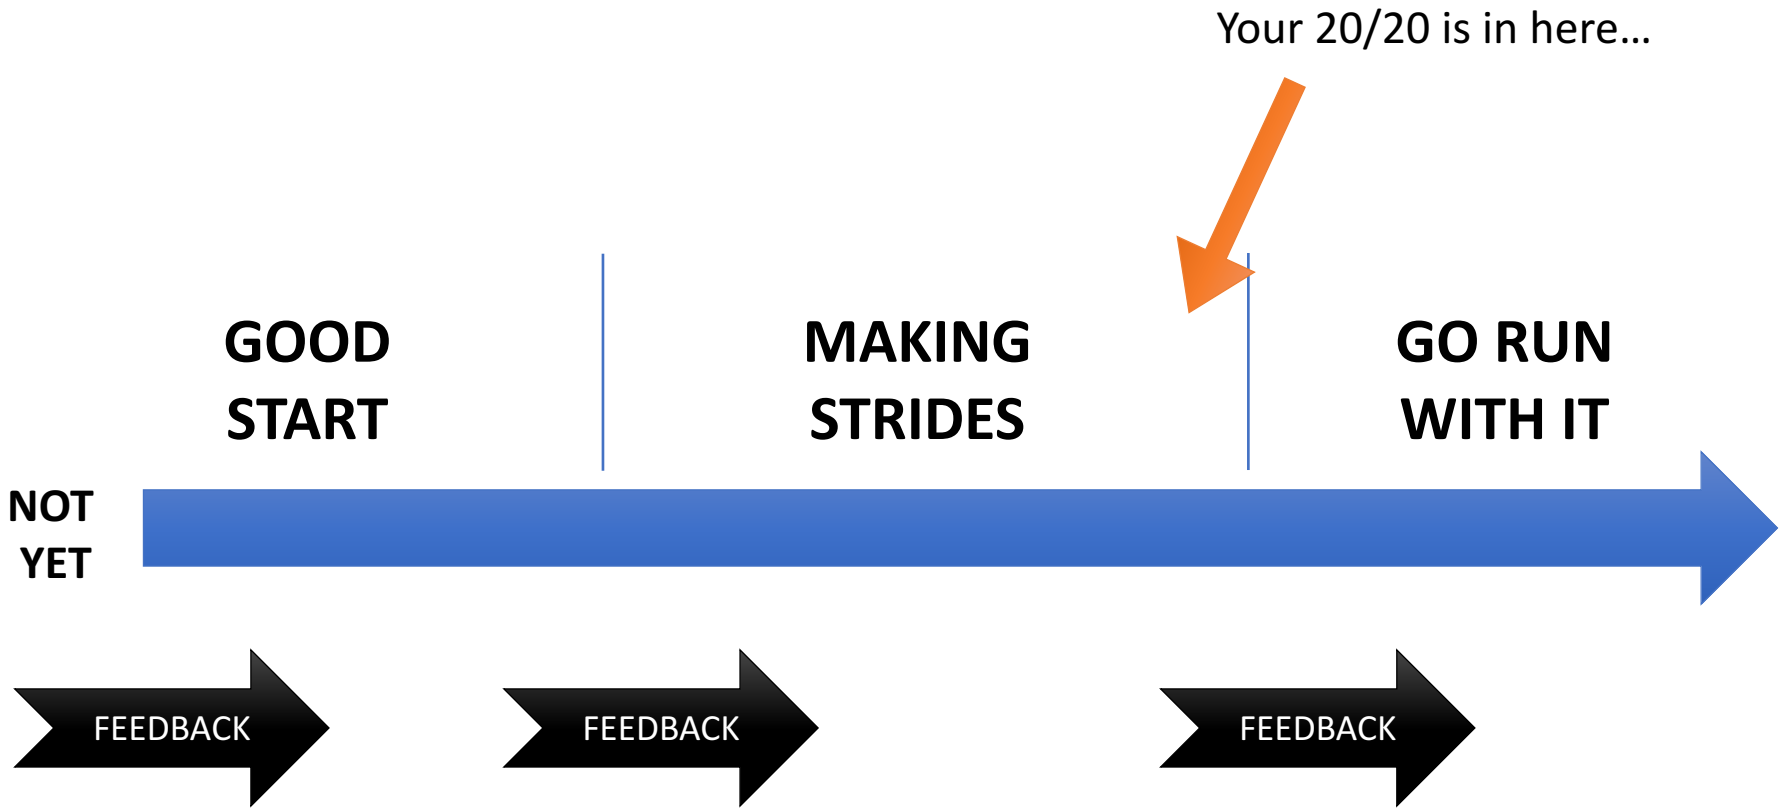 Your 20/20 is in here…
GOOD
START
MAKING
STRIDES
GO RUN
WITH IT
NOT
YET
FEEDBACK
FEEDBACK
FEEDBACK